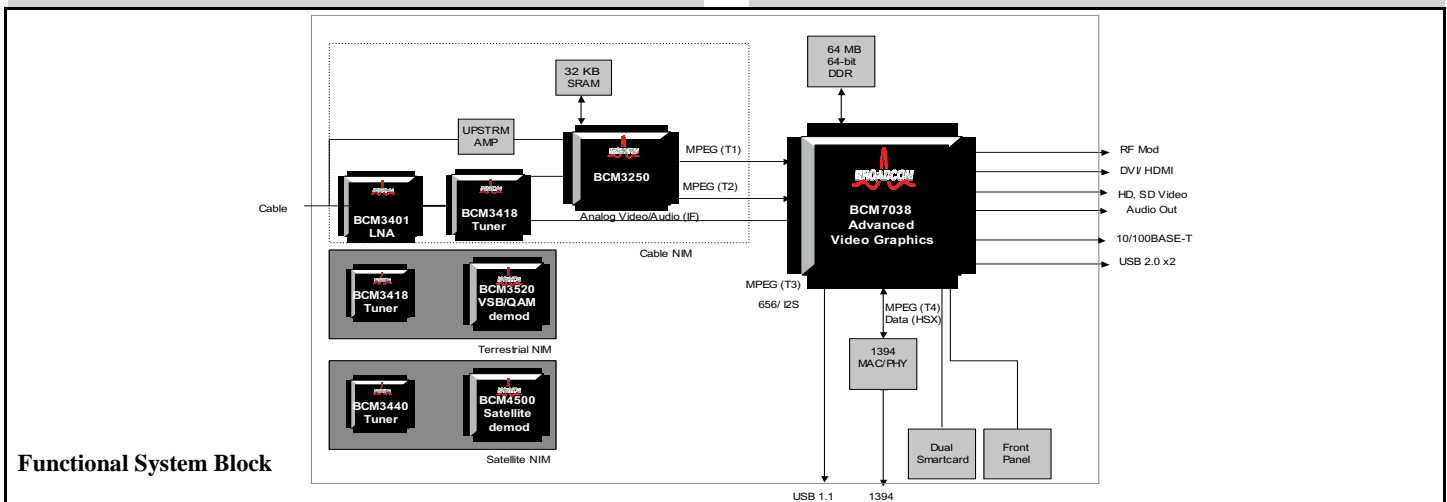 64 MB
64-bit
DDR
32 KB
SRAM
UPSTRM
AMP
MPEG (T1)
BCM3250
MPEG (T2)
Analog Video/Audio (IF)
Cable
BCM3401
LNA
BCM3418
Tuner
Cable NIM
BROADCOM
BCM7038
Advanced
Video Graphics
RF Mod
DVI/ HDMI
HD, SD Video
Audio Out
10/100BASE-T
USB 2.0 x2
BCM3418
Tuner
BCM3520
VSB/QAM
demod
Terrestrial NIM
MPEG (T3)
656/ I2S
MPEG (T4)
Data (HSX)
1394
MAC/PHY
BCM3440
Tuner
BCM4500
Satellite
demod
Satellite NIM
Dual
Smartcard
Front
Panel
Functional System Block
USB 1.1
1394